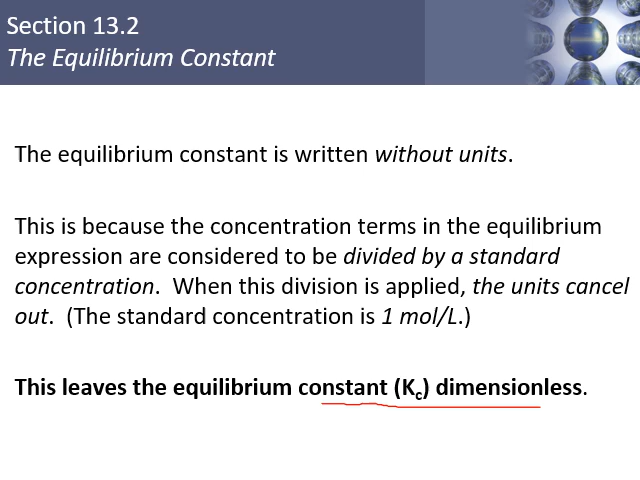 Section 13.2
The Equilibrium Constant
The equilibrium constant is written without units.
This is because the concentration terms in the equilibrium
expression are considered to be divided by a standard
concentration.  When this division is applied, the units cancel
out.  (The standard concentration is 1 mol/L.)
This leaves the equilibrium constant (Kc) dimensionless.